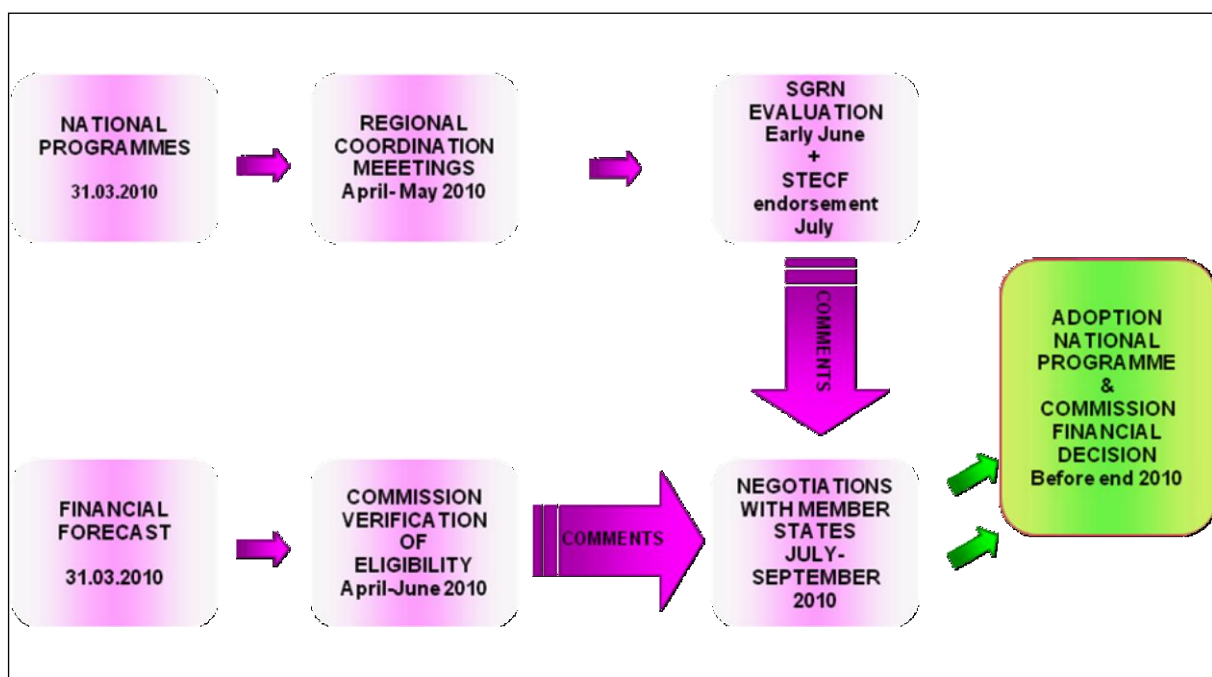 NATIONAL
PROGRAMMES
31.03.2010
REGIONAL
COORDINATION
MEEETINGS
April- May 2010
SGRN
EVALUATION
Early June
+
STECF
endorsement
July
COMMENTS
ADOPTION
NATIONAL
PROGRAMME
&
COMMISSION
FINANCIAL
DECISION
Before end 2010
FINANCIAL
FORECAST
31.03.2010
COMMISSION
VERIFICATION
OF
ELIGIBILITY
April-June 2010
COMMENTS
NEGOTIATIONS
WITH MEMBER
STATES
JULY-
SEPTEMBER
2010